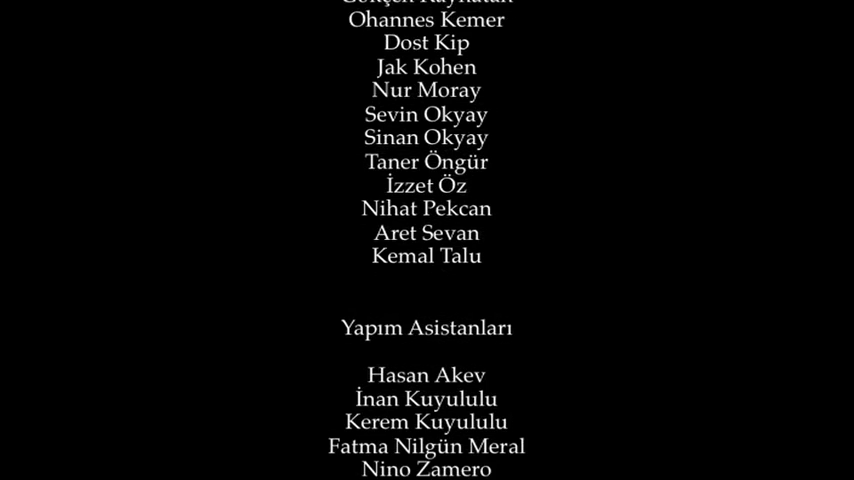 Ohannes Kemer
Dost Kip
Jak Kohen
Nur Moray
Sevin Okyay
Sinan Okyay
Taner Öngür
İzzet Öz
Nihat Pekcan
Aret Sevan
Kemal Talu
Yapım Asistanları
Hasan Akev
İnan Kuyululu
Kerem Kuyululu
Fatma Nilgün Meral
Nino Zamero